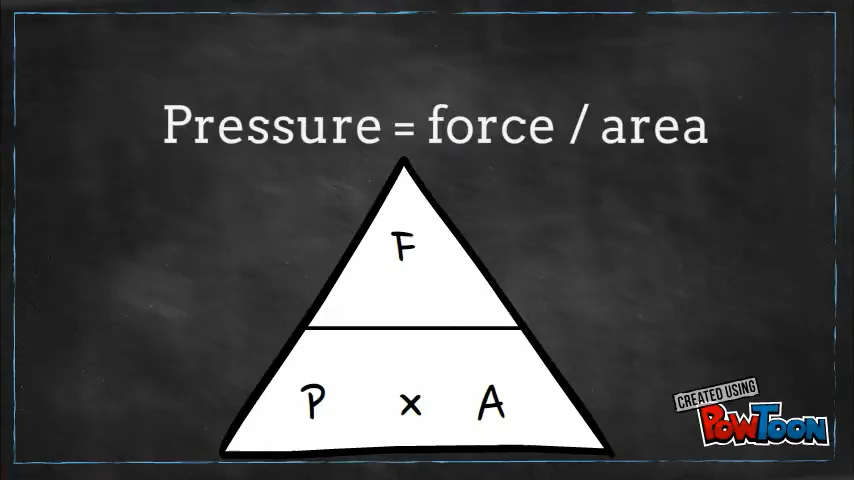 Pressure = force / area
F
P x A
CREATED USING
POWTOON